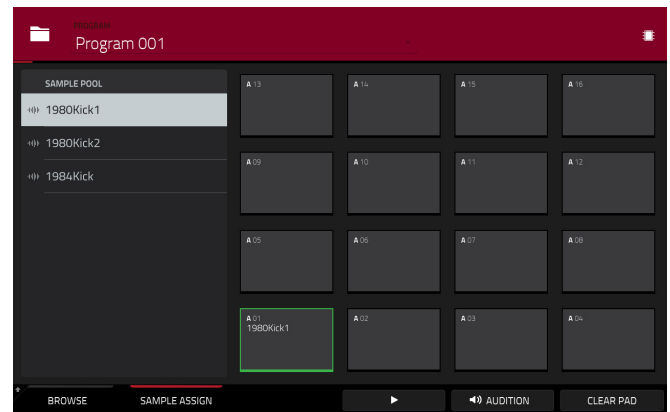 PROGRAM
Program 001
SAMPLE POOL
1980Kick1
1980Kick2
1984Kick
A 13
A 14
A 15
A 16
A 09
A 10
A 11
A 12
A 05
A 06
A 07
A 08
A 01
1980Kick1
A 02
A 03
A 04
BROWSE
SAMPLE ASSIGN
AUDITION
CLEAR PAD